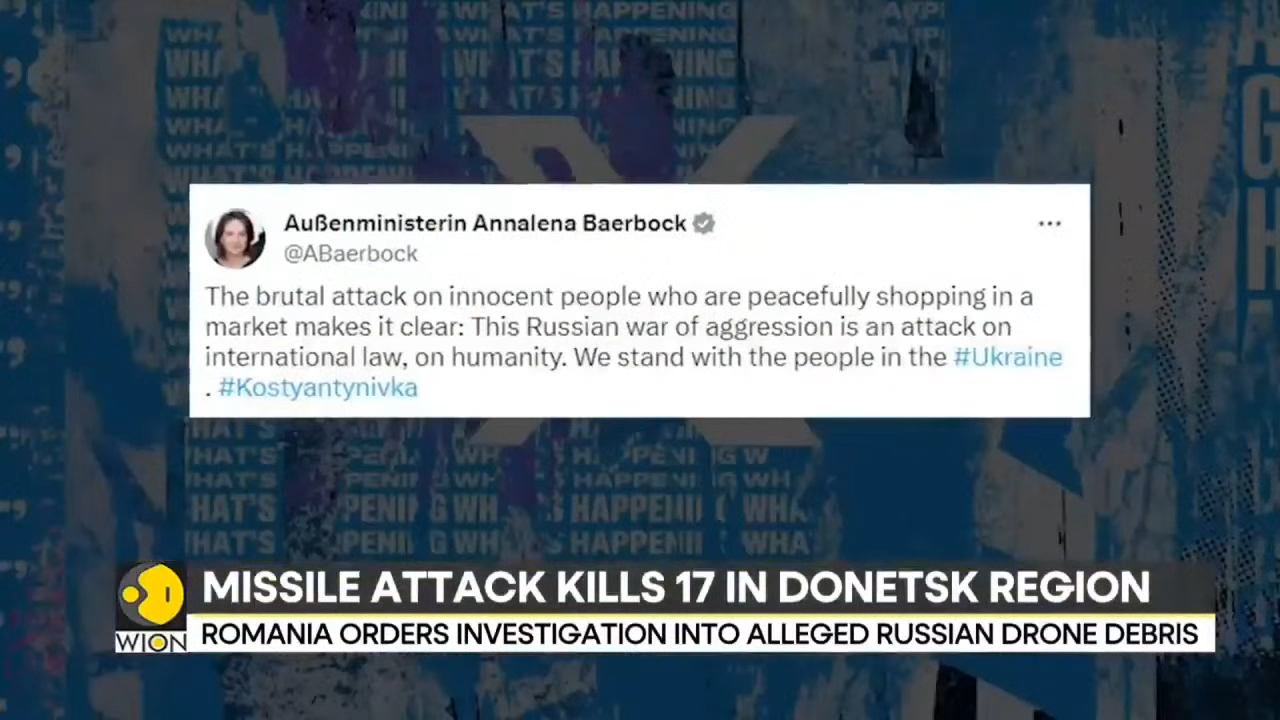 WHAT'S HAPPENING
Außenministerin Annalena Baerbock
@ABaerbock
The brutal attack on innocent people who are peacefully shopping in a
market makes it clear: This Russian war of aggression is an attack on
international law, on humanity. We stand with the people in the #Ukraine
. #Kostyantynivka
MISSILE ATTACK KILLS 17 IN DONETSK REGION
WION
ROMANIA ORDERS INVESTIGATION INTO ALLEGED RUSSIAN DRONE DEBRIS